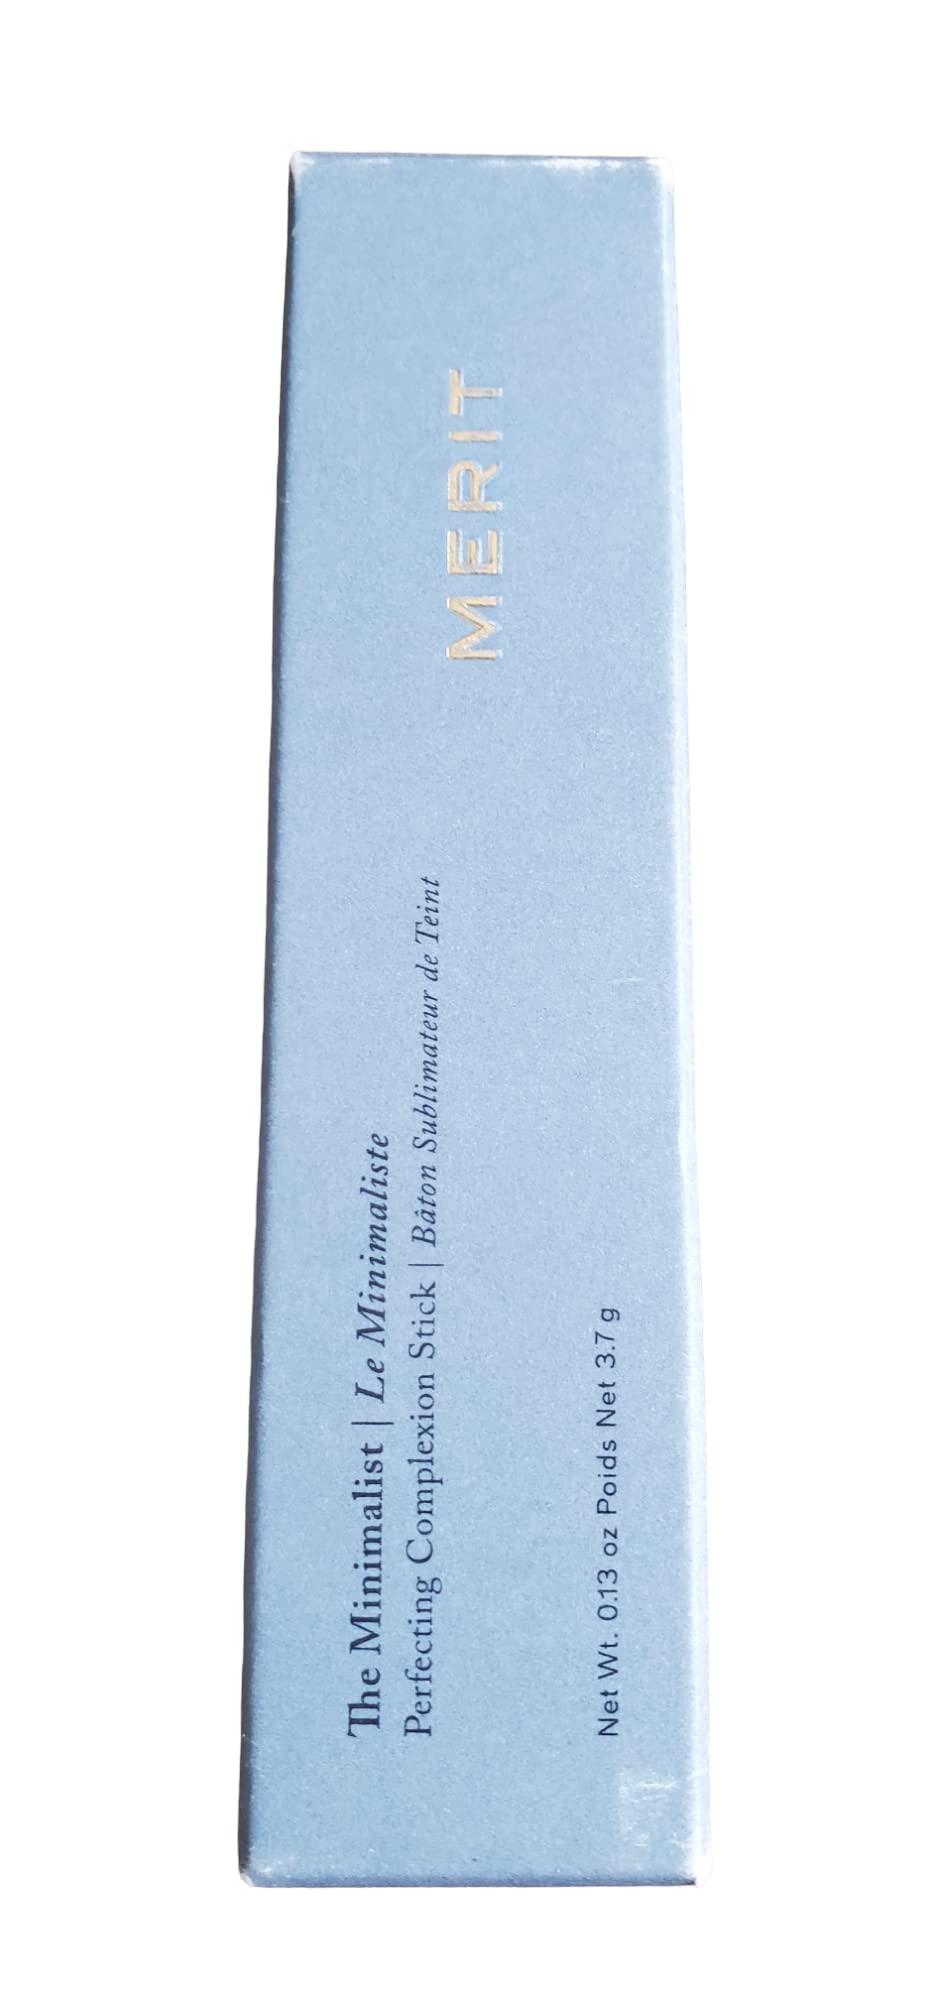 The Minimalist | Le Minimaliste
Perfecting Complexion Stick | Bâton Sublimateur de Teint
Net Wt. 0.13 oz Poids Net 3.7 g
MERIT